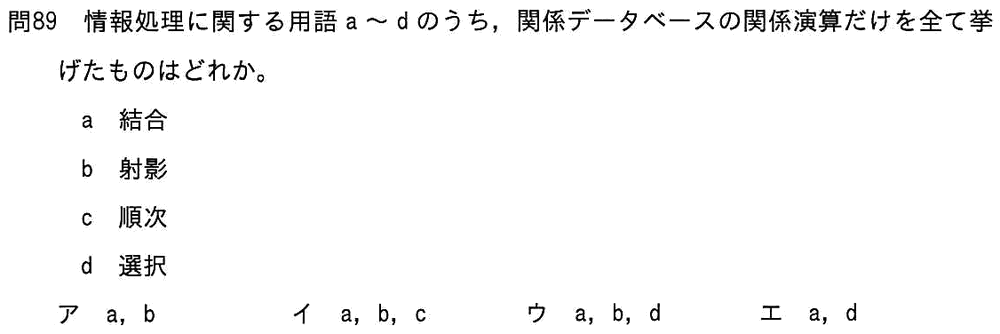 問89 情報処理に関する用語 a ～ d のうち，関係データベースの関係演算だけを全て挙
げたものはどれか。
a 結合
b 射影
c 順次
d 選択
ア a，b イ a，b，c ウ a，b，d エ a，d